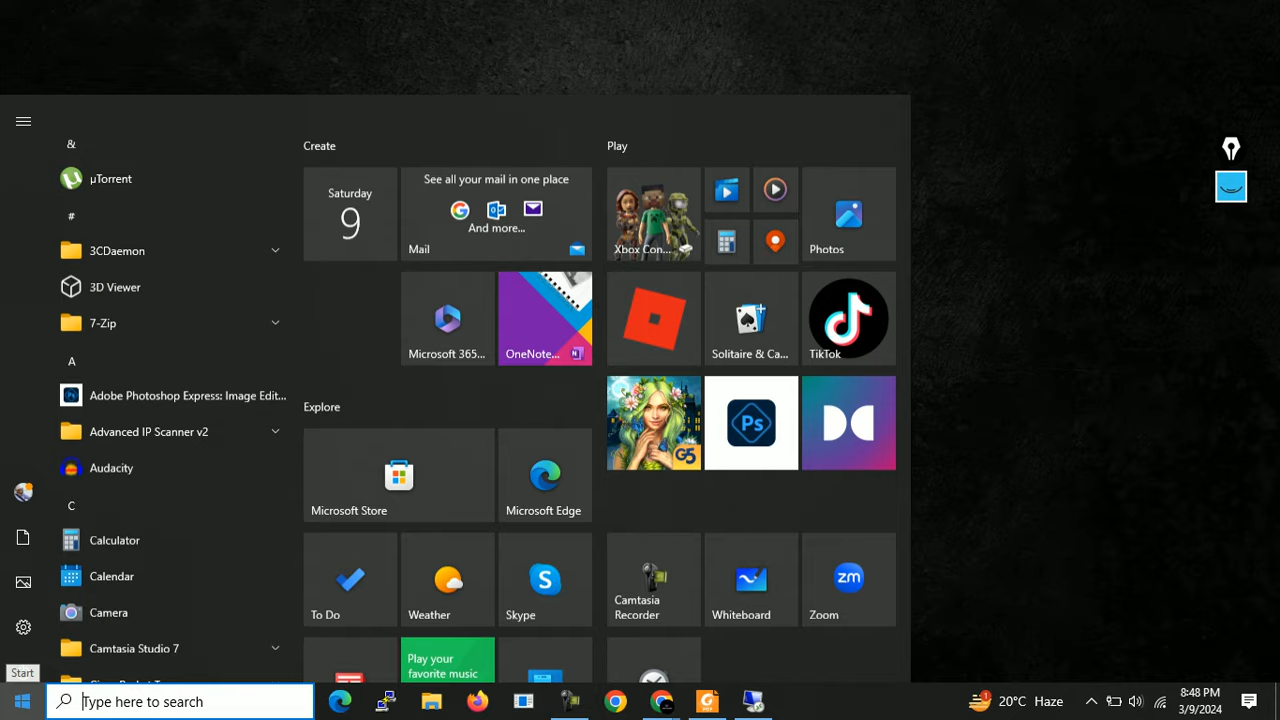 &
µTorrent
#
3CDaemon
3D Viewer
7-Zip
A
Adobe Photoshop Express: Image Edit...
Advanced IP Scanner v2
Audacity
C
Calculator
Calendar
Camera
Camtasia Studio 7
Start
Type here to search
Create
Saturday
9
See all your mail in one place
And more...
Mail
Microsoft 365...
OneNote...
Explore
Microsoft Store
Microsoft Edge
To Do
Weather
Skype
Play your
favorite music
Play
Xbox Con...
Photos
Solitaire & Ca...
TikTok
G5
Ps
Camtasia
Recorder
Whiteboard
zm
Zoom
1
20°C Haze
8:48 PM
3/9/2024